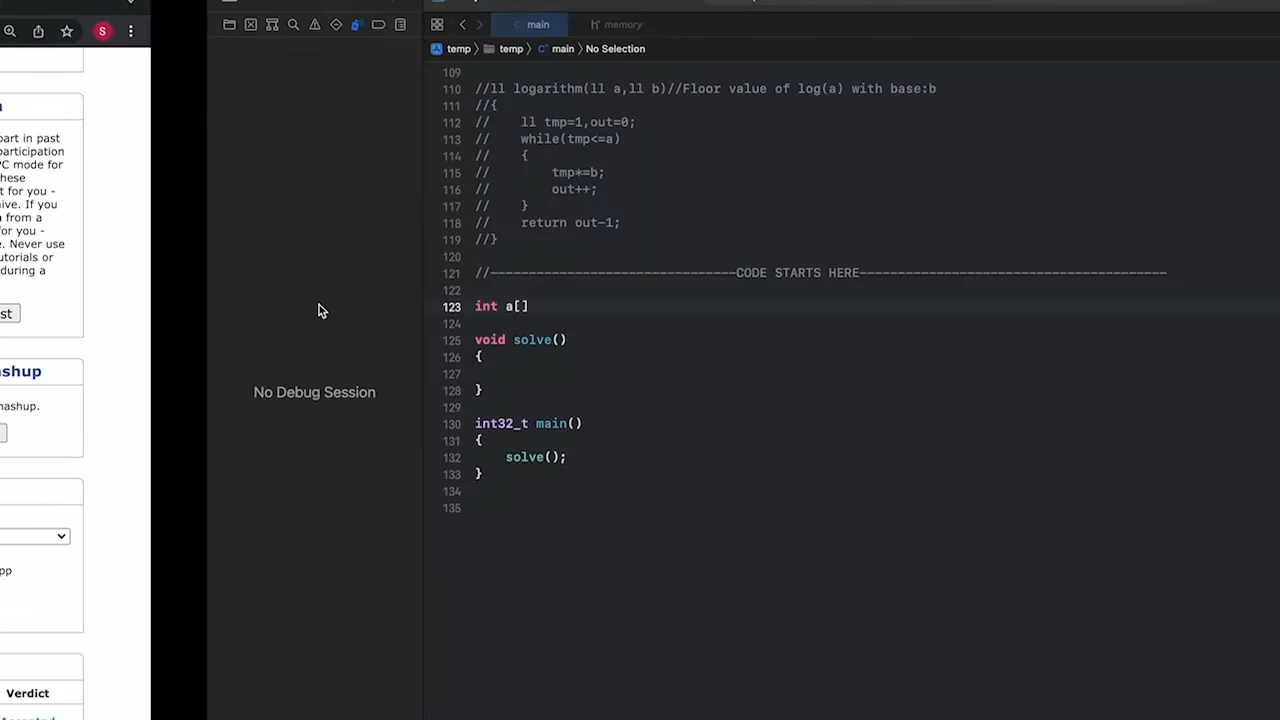 n
part in past
participation
PC mode for
hese
t for you -
ive. If you
from a
for you -
e. Never use
utorials or
during a
st
ashup
mashup.
pp
Verdict
S
main
memory
temp
temp
main
No Selection
No Debug Session
109
110 //ll logarithm(ll a,ll b)//Floor value of log(a) with base:b
111 //{
112 // ll tmp=1,out=0;
113 // while(tmp<=a)
114 // {
115 // tmp*=b;
116 // out++;
117 // }
118 // return out-1;
119 //}
120
121 //--------------------------------CODE STARTS HERE----------------------------------------
122
123 int a[]
124
125 void solve()
126 {
127
128 }
129
130 int32_t main()
131 {
132 solve();
133 }
134
135